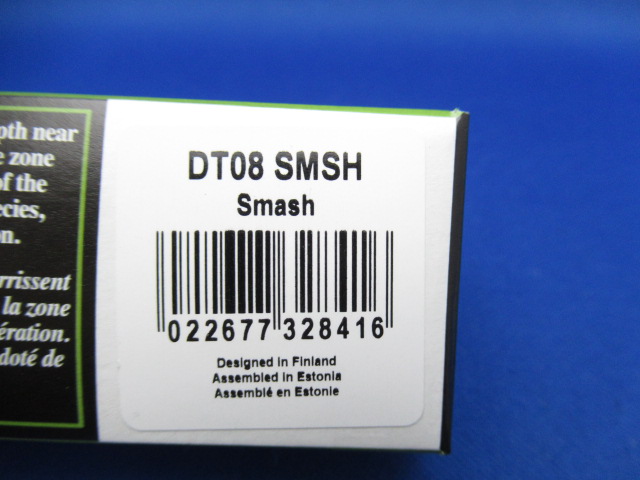 pth near
zone
of the
ecies,
n.
rrissent
la zone
ération.
doté de
DT08 SMSH
Smash
022677 328416
Designed in Finland
Assembled in Estonia
Assemblé en Estonie